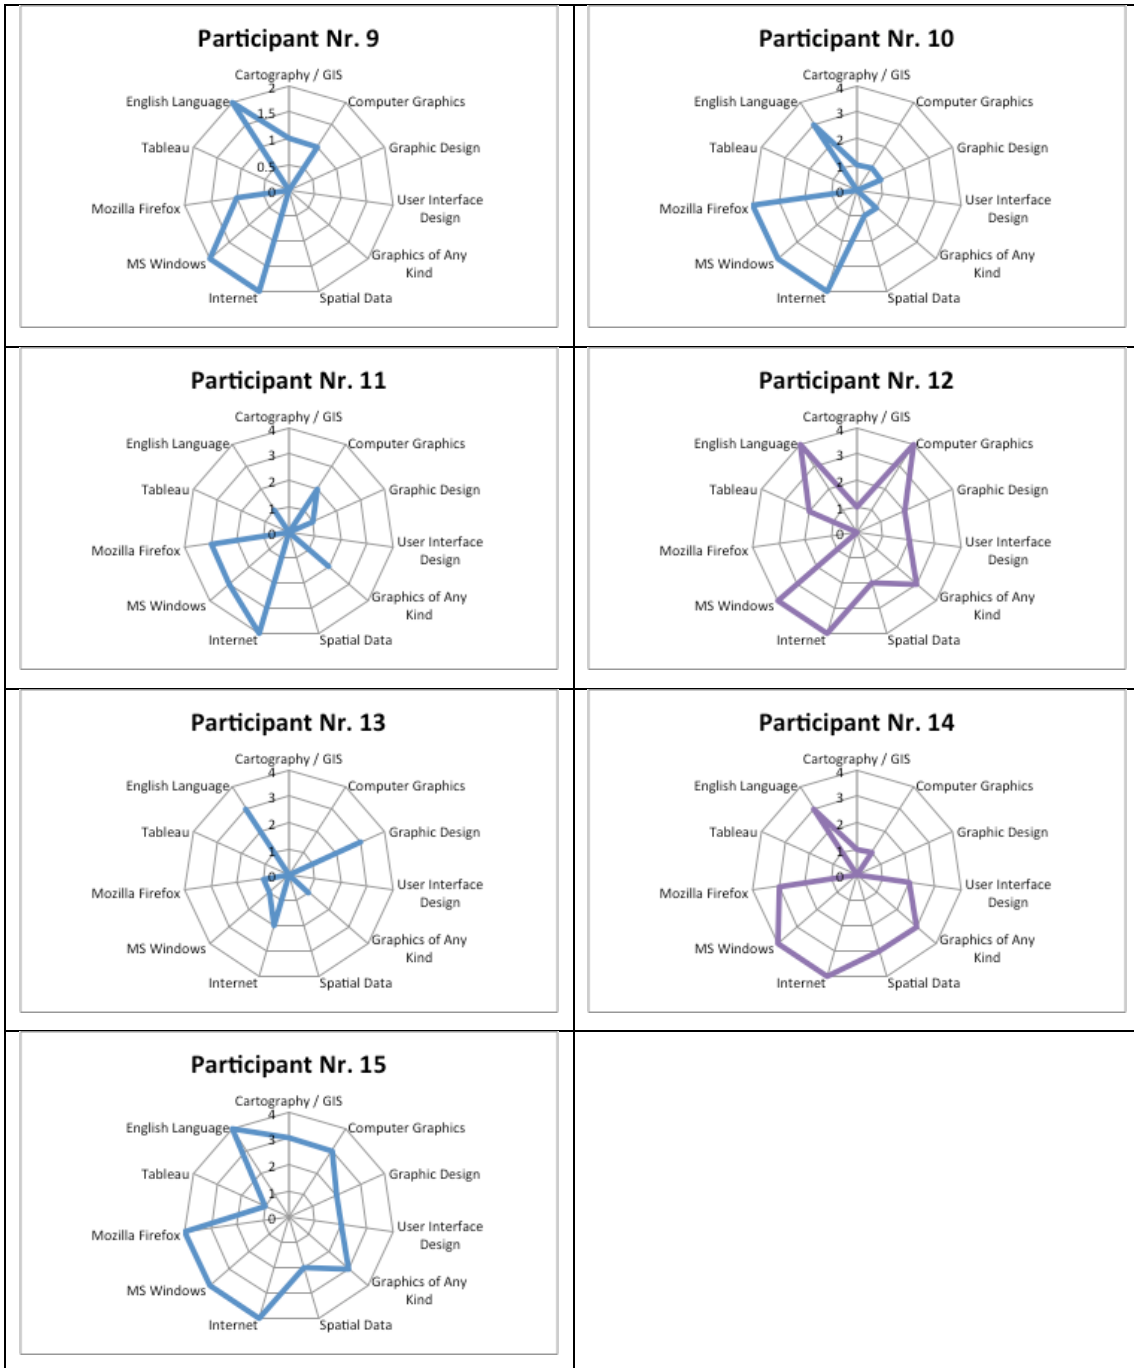 Participant Nr. 9
Cartography / GIS
2
English Language
Computer Graphics
1.5
Tableau
1
Graphic Design
0.5
Mozilla Firefox
0
User Interface
Design
MS Windows
Graphics of Any
Kind
Internet
Spatial Data
Participant Nr. 10
Cartography / GIS
4
English Language
Computer Graphics
3
Tableau
2
Graphic Design
1
Mozilla Firefox
0
User Interface
Design
MS Windows
Graphics of Any
Kind
Internet
Spatial Data
Participant Nr. 11
Cartography / GIS
4
English Language
Computer Graphics
3
Tableau
2
Graphic Design
1
Mozilla Firefox
0
User Interface
Design
MS Windows
Graphics of Any
Kind
Internet
Spatial Data
Participant Nr. 12
Cartography / GIS
4
English Language
Computer Graphics
3
Tableau
2
Graphic Design
1
Mozilla Firefox
0
User Interface
Design
MS Windows
Graphics of Any
Kind
Internet
Spatial Data
Participant Nr. 13
Cartography / GIS
4
English Language
Computer Graphics
3
Tableau
2
Graphic Design
1
Mozilla Firefox
0
User Interface
Design
MS Windows
Graphics of Any
Kind
Internet
Spatial Data
Participant Nr. 14
Cartography / GIS
4
English Language
Computer Graphics
3
Tableau
2
Graphic Design
1
Mozilla Firefox
0
User Interface
Design
MS Windows
Graphics of Any
Kind
Internet
Spatial Data
Participant Nr. 15
Cartography / GIS
4
English Language
Computer Graphics
3
Tableau
2
Graphic Design
1
Mozilla Firefox
0
User Interface
Design
MS Windows
Graphics of Any
Kind
Internet
Spatial Data